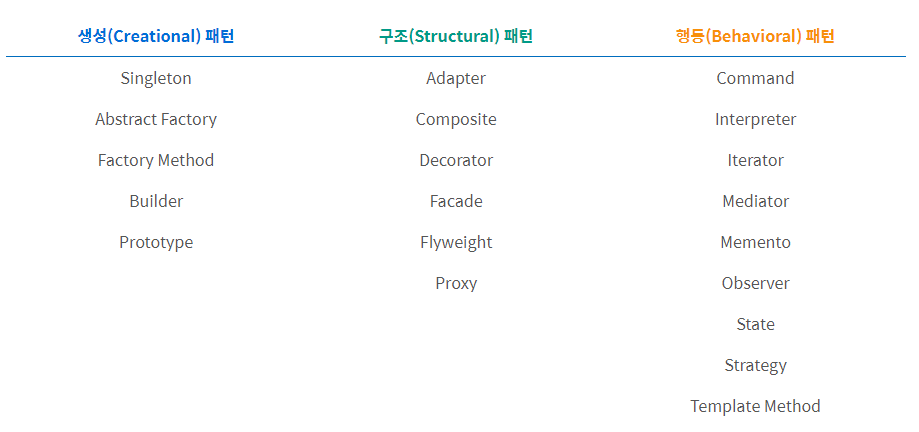 생성(Creational) 패턴 구조(Structural) 패턴 행동(Behavioral) 패턴
Singleton Adapter Command
Abstract Factory Composite Interpreter
Factory Method Decorator Iterator
Builder Facade Mediator
Prototype Flyweight Memento
Proxy Observer
State
Strategy
Template Method